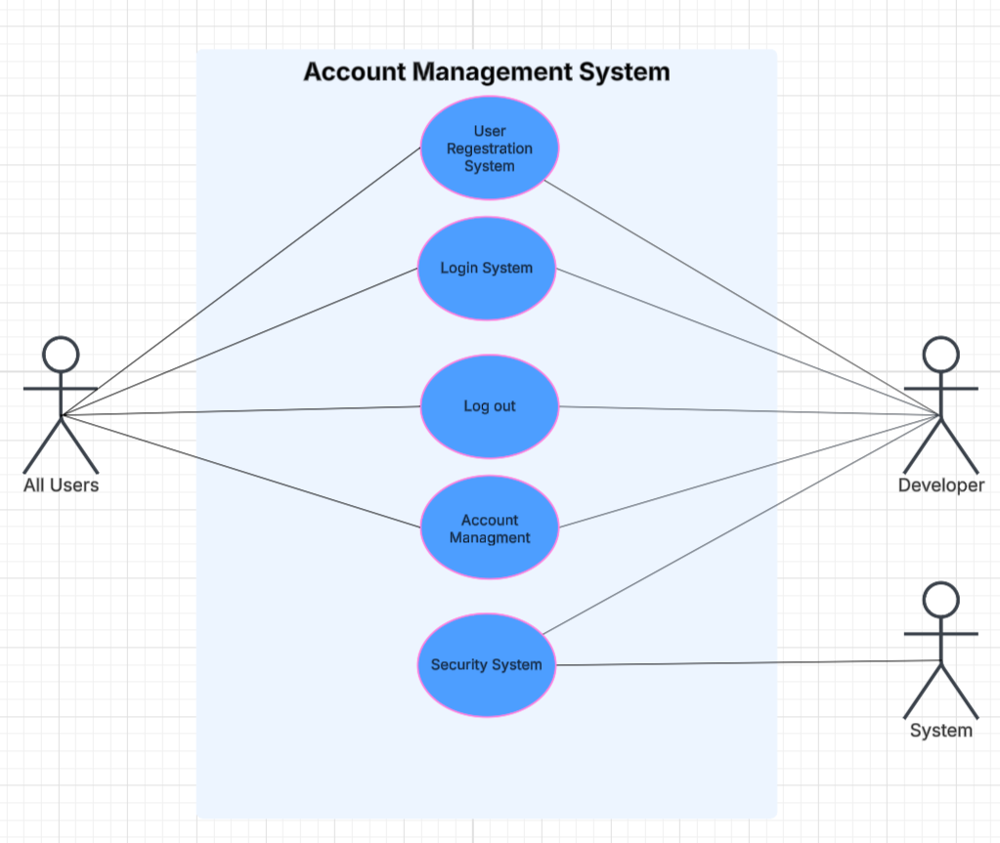 Account Management System
User
Regestration
System
Login System
Log out
All Users
Developer
Account
Managment
Security System
System